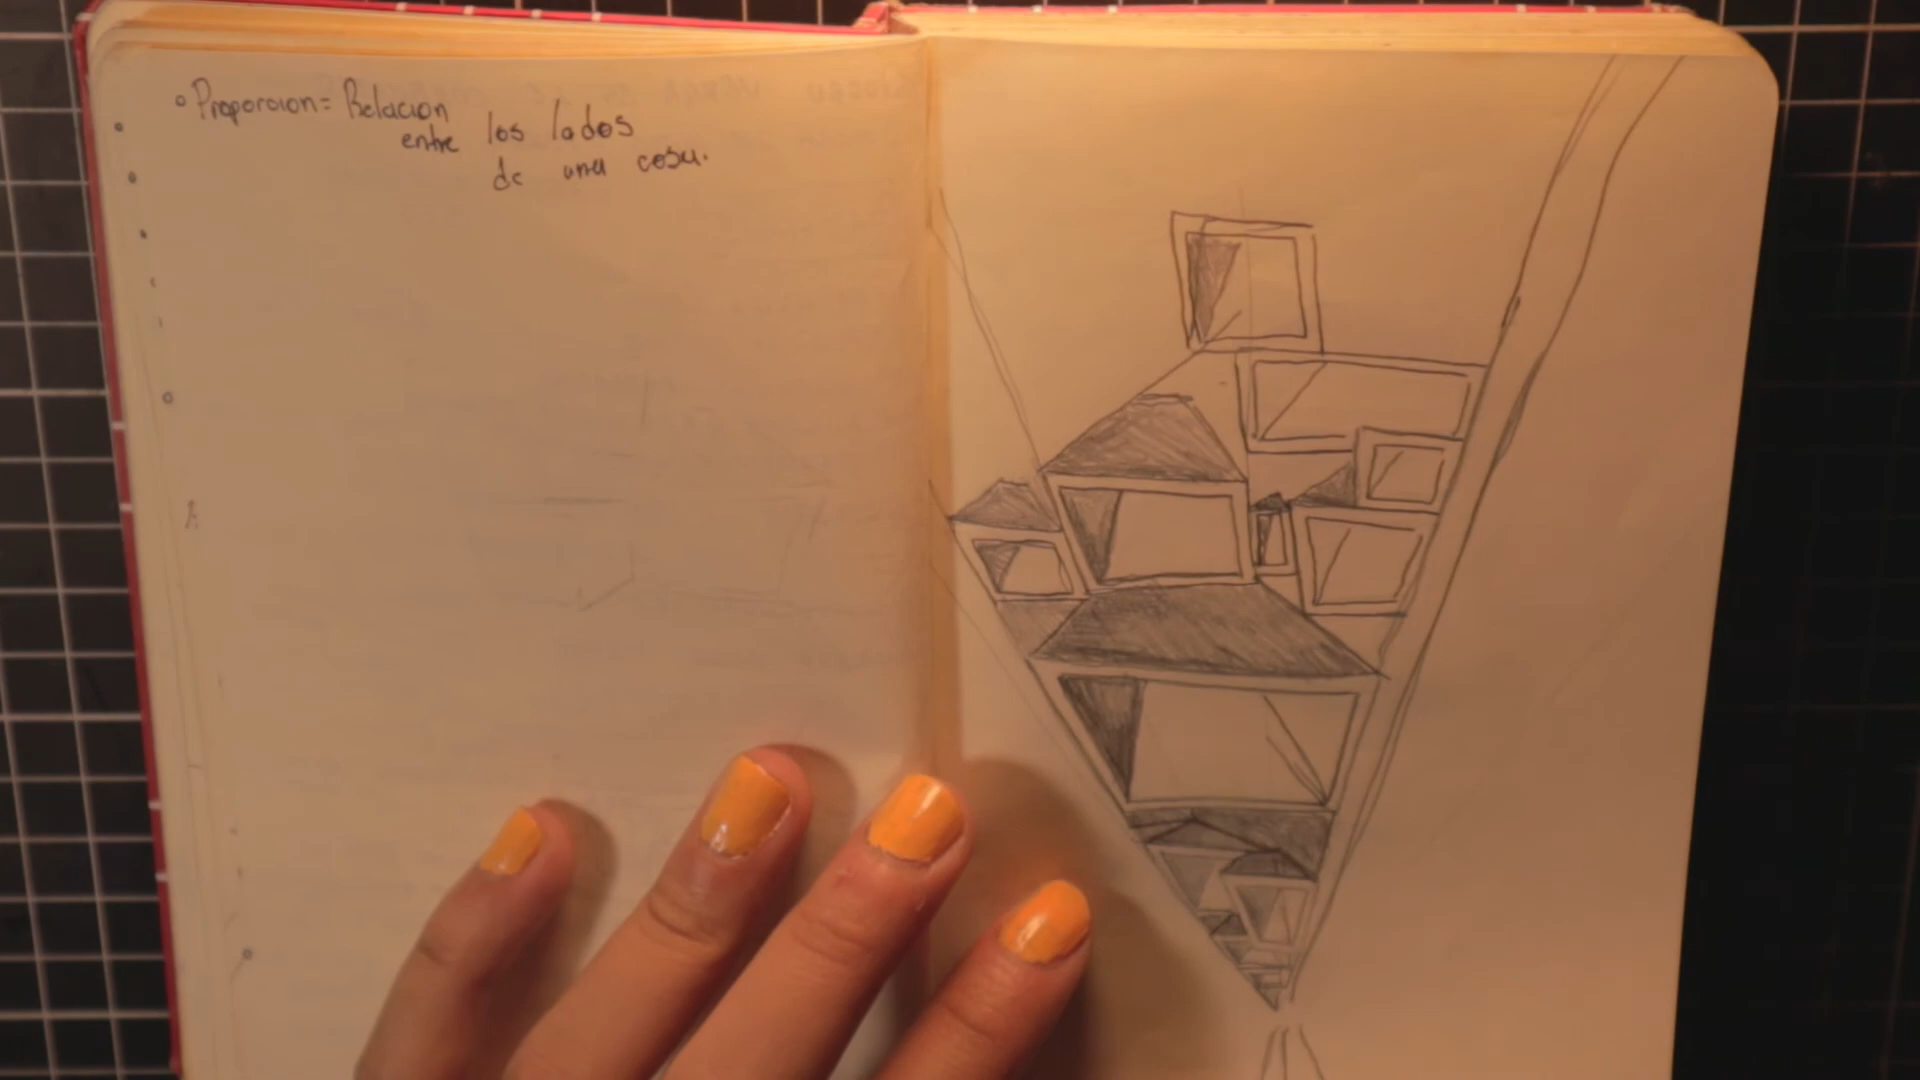 Proporcion = Relacion
entre los lados
de una cosa.